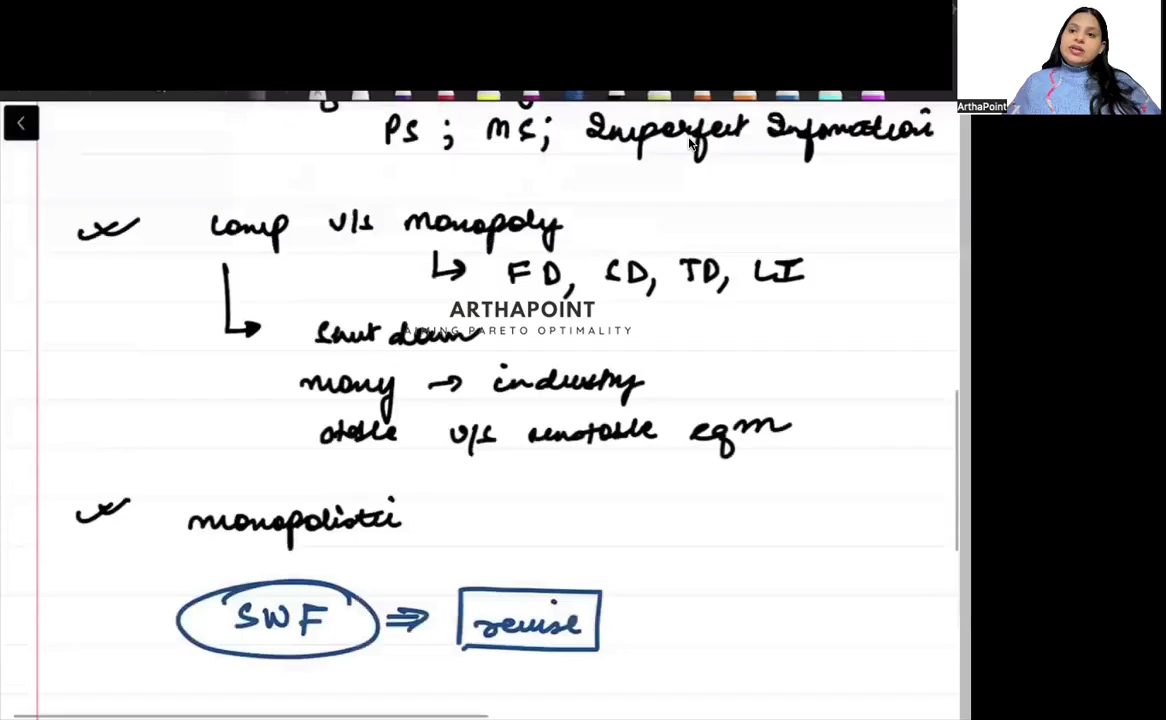 ArthaPoint
PS ; MS; Imperfect Information
Comp v/s monopoly
↳ FD, SD, TD, LI
ARTHAPOINT
AIMING PARETO OPTIMALITY
Shut down
many → industry
stable v/s unstable eqm
monopolistic
SWF ⇒ revise